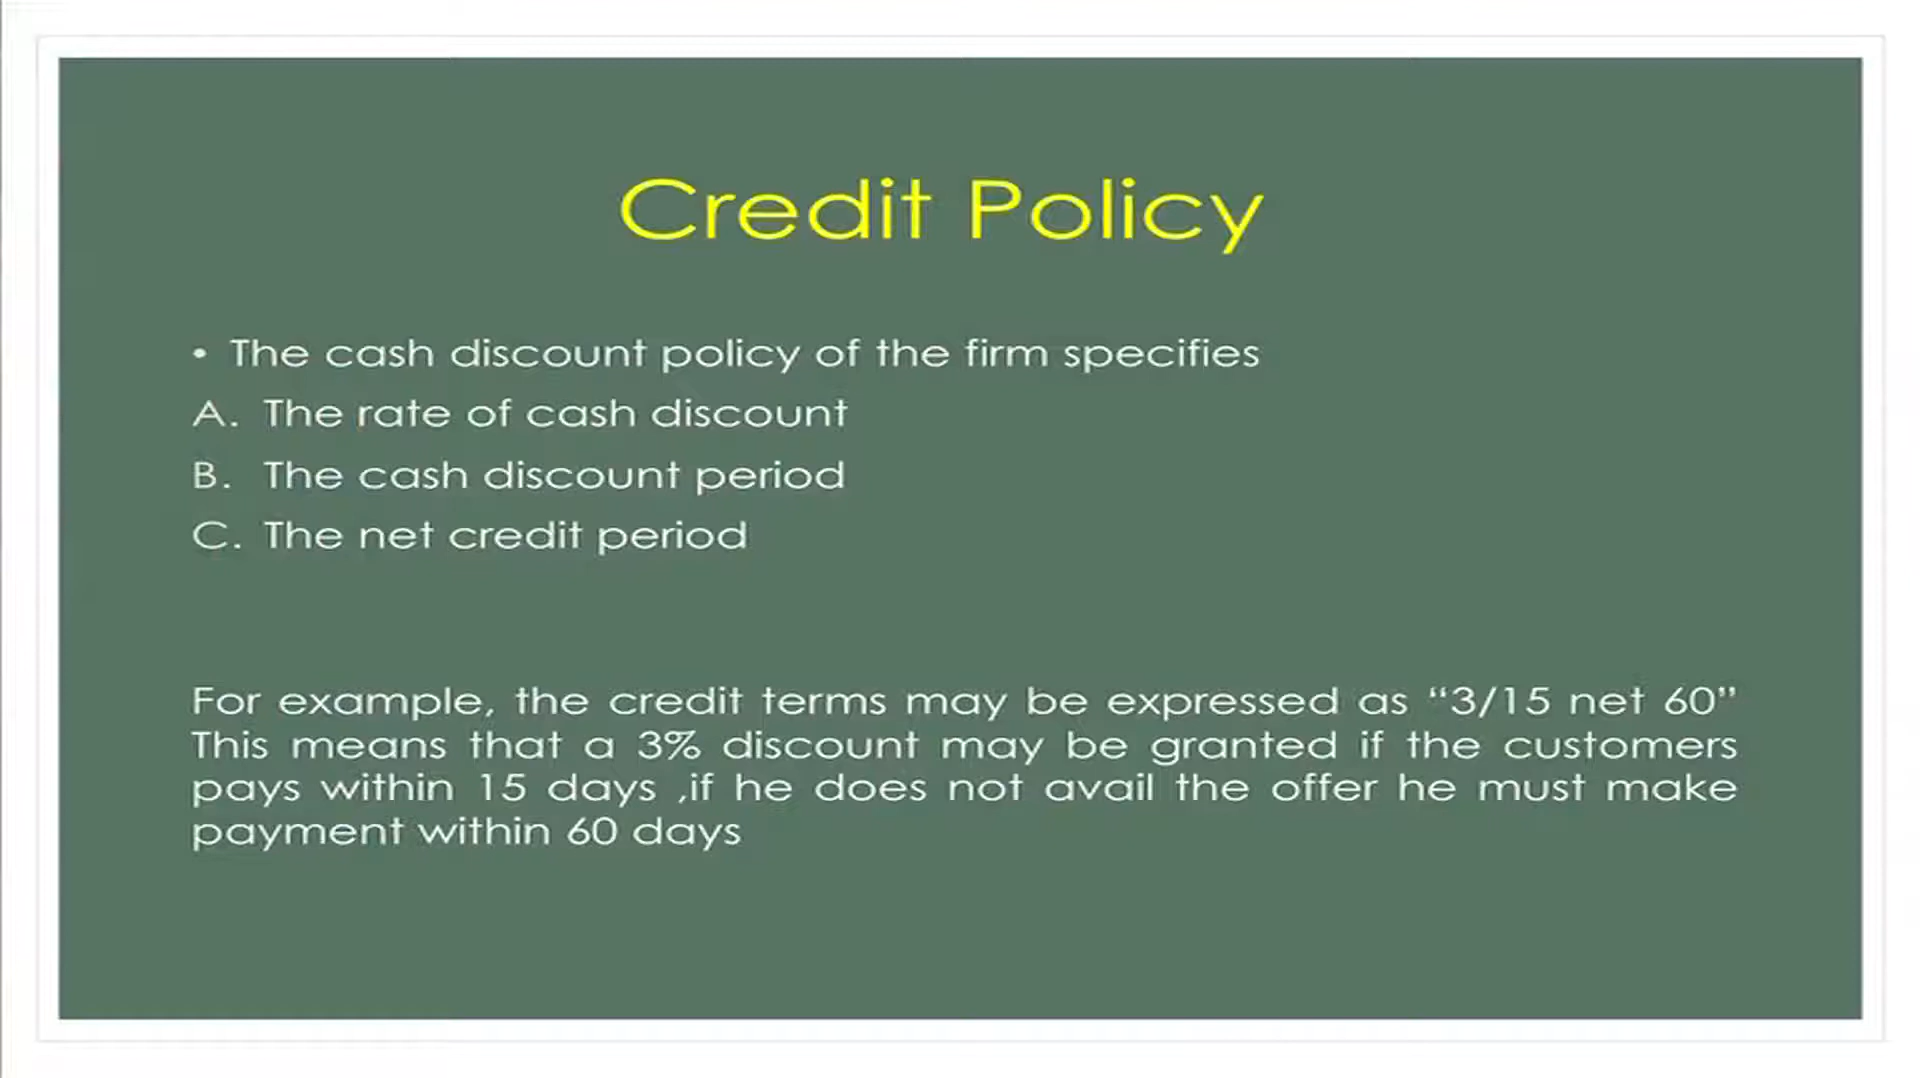 Credit Policy
• The cash discount policy of the firm specifies
A. The rate of cash discount
B. The cash discount period
C. The net credit period
For example, the credit terms may be expressed as “3/15 net 60”
This means that a 3% discount may be granted if the customers
pays within 15 days ,if he does not avail the offer he must make
payment within 60 days